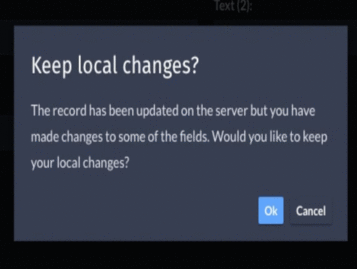 Text (2):
Keep local changes?
The record has been updated on the server but you have
made changes to some of the fields. Would you like to keep
your local changes?
Ok Cancel